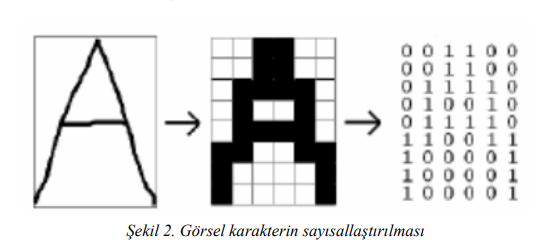 A
0 0 1 1 0 0
0 0 1 1 0 0
0 1 1 1 1 0
0 1 0 0 1 0
0 1 1 1 1 0
1 1 0 0 1 1
1 0 0 0 0 1
1 0 0 0 0 1
1 0 0 0 0 1
Şekil 2. Görsel karakterin sayısallaştırılması